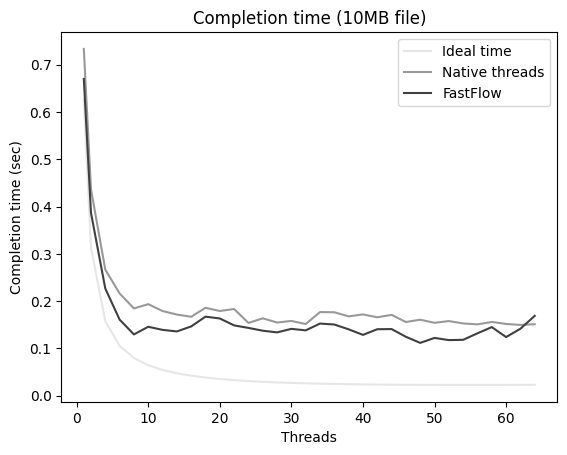 Completion time (10MB file)
Ideal time
Native threads
FastFlow
Completion time (sec)
0.7
0.6
0.5
0.4
0.3
0.2
0.1
0.0
0 10 20 30 40 50 60
Threads